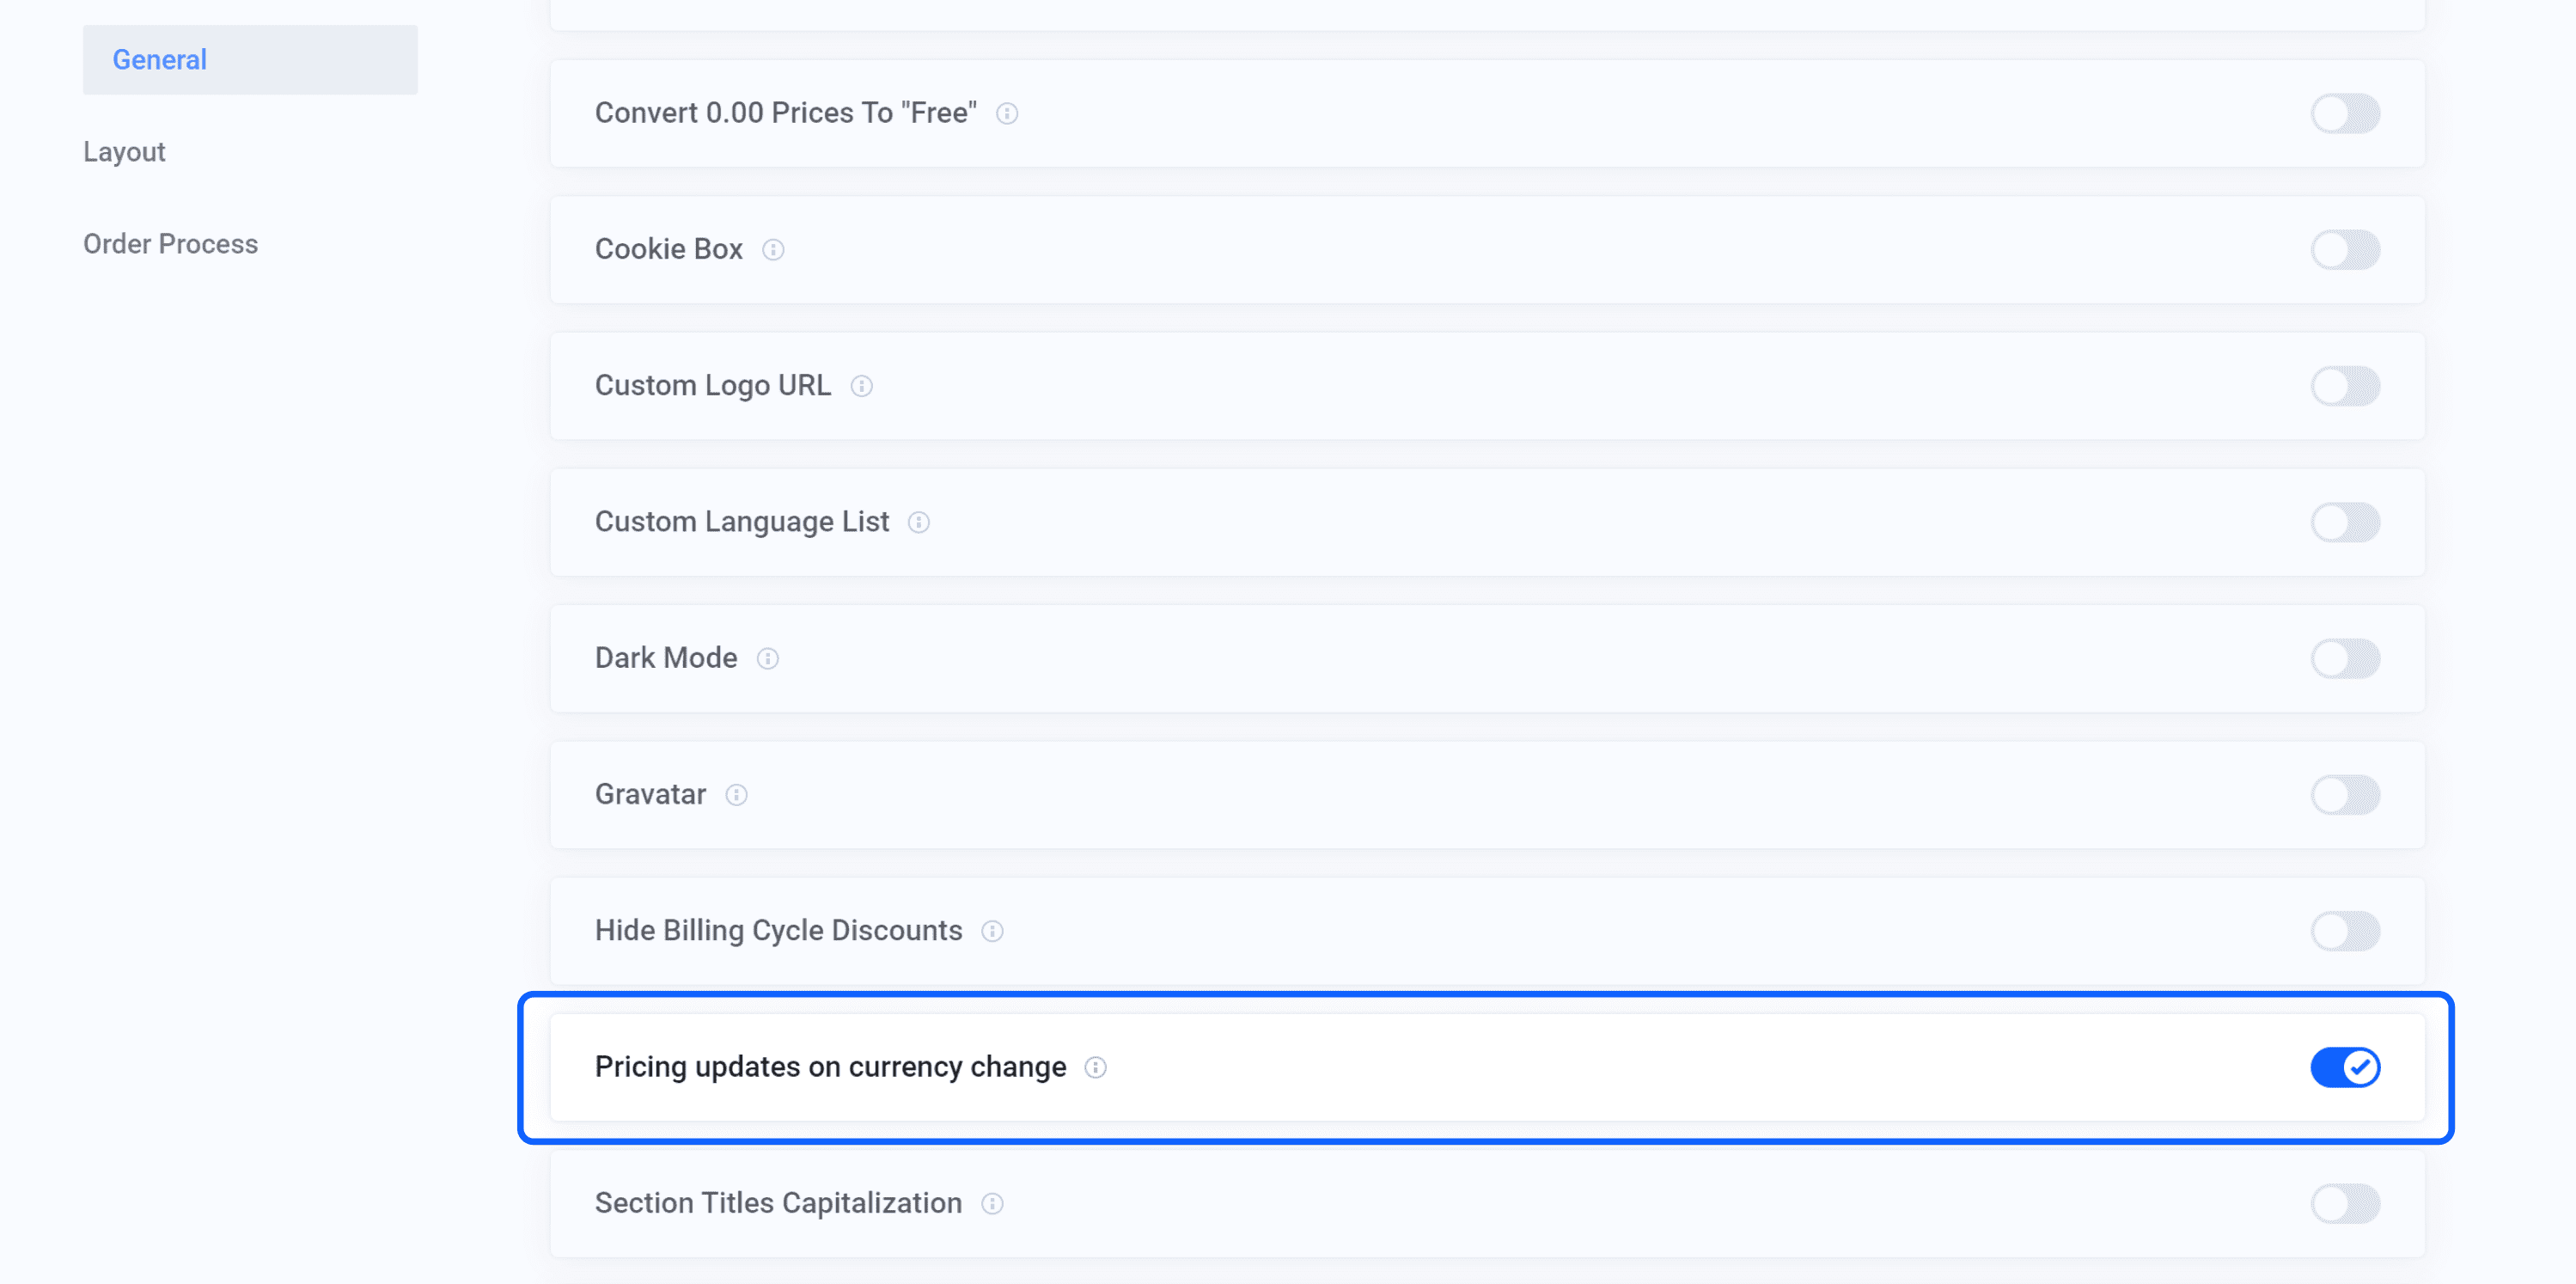 General
Layout
Order Process
Convert 0.00 Prices To "Free"
Cookie Box
Custom Logo URL
Custom Language List
Dark Mode
Gravatar
Hide Billing Cycle Discounts
Pricing updates on currency change
Section Titles Capitalization